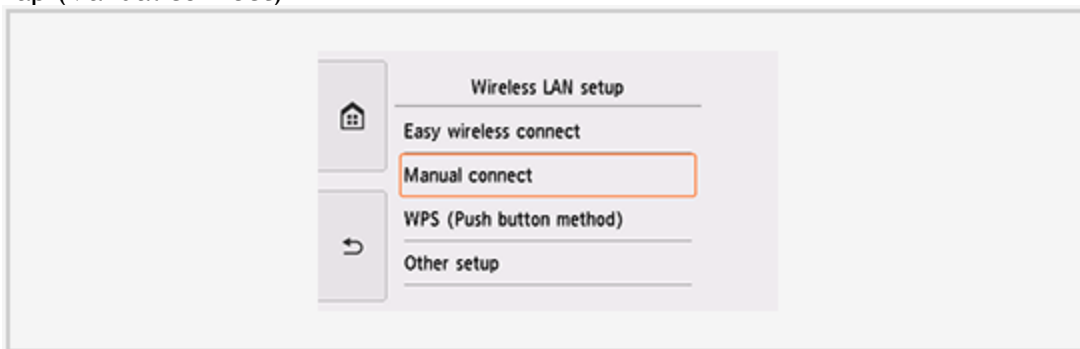 Wireless LAN setup
Easy wireless connect
Manual connect
WPS (Push button method)
Other setup